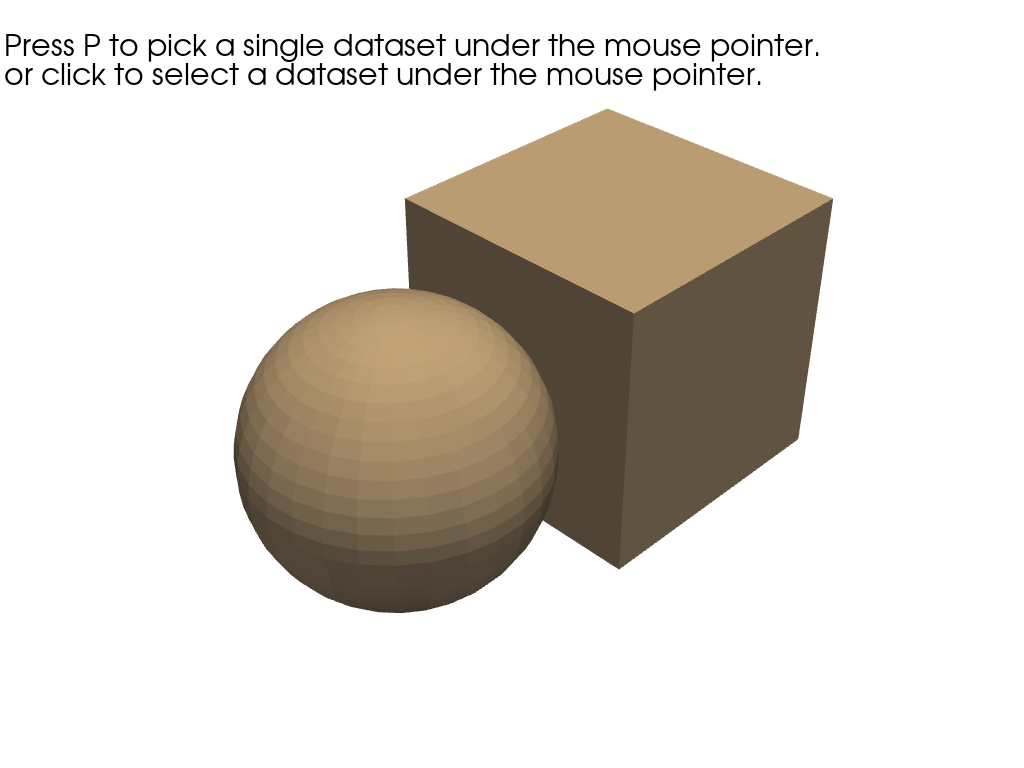 Press P to pick a single dataset under the mouse pointer.
or click to select a dataset under the mouse pointer.